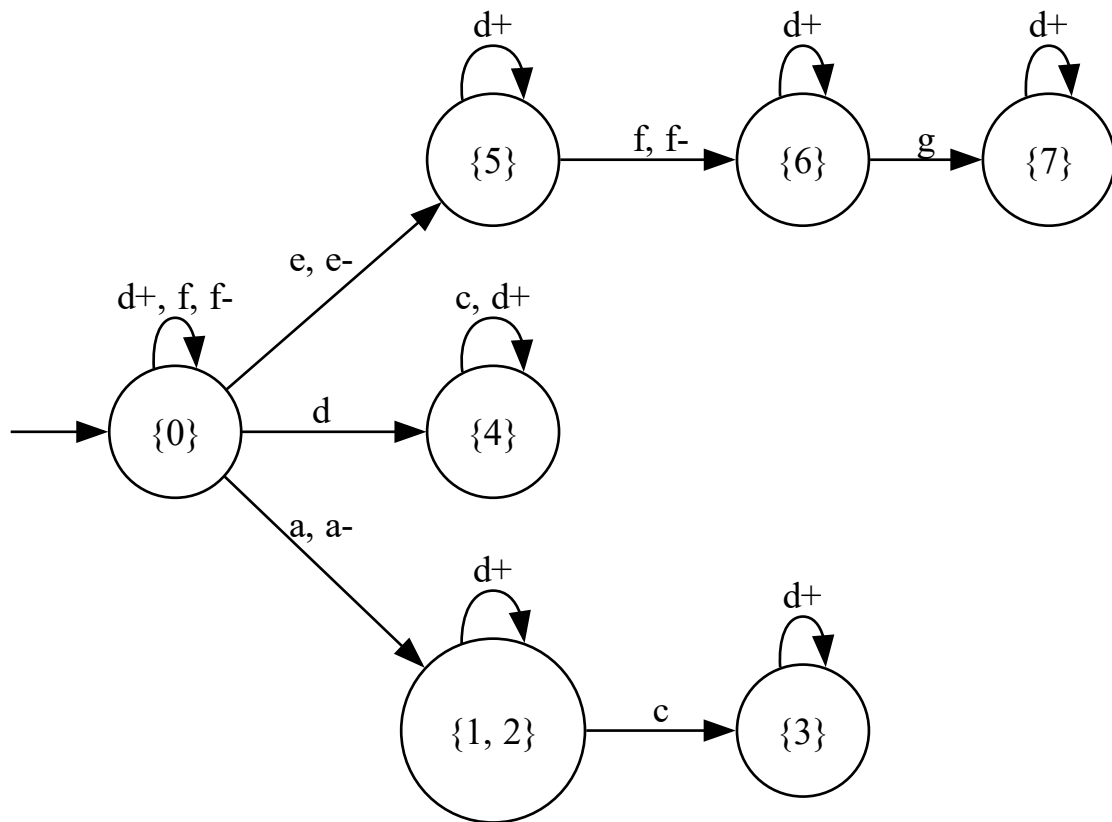 d+
d+
d+
{5}
f, f-
{6}
g
{7}
e, e-
d+, f, f-
c, d+
{0}
d
{4}
a, a-
d+
d+
{1, 2}
c
{3}